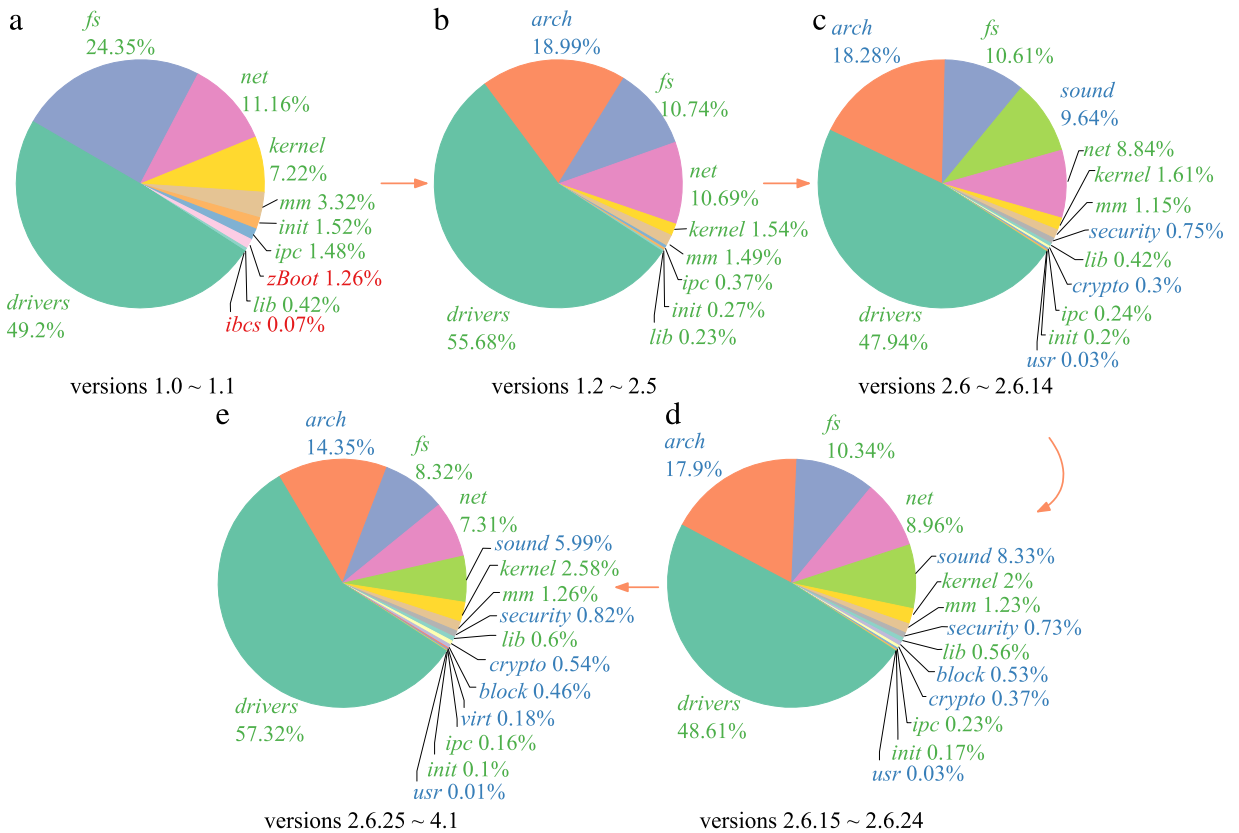 a
fs
24.35%
net
11.16%
kernel
7.22%
mm 3.32%
init 1.52%
ipc 1.48%
zBoot 1.26%
lib 0.42%
ibcs 0.07%
drivers
49.2%
versions 1.0 ~ 1.1
b
arch
18.99%
fs
10.74%
net
10.69%
kernel 1.54%
mm 1.49%
ipc 0.37%
init 0.27%
lib 0.23%
drivers
55.68%
versions 1.2 ~ 2.5
c
arch
18.28%
fs
10.61%
sound
9.64%
net 8.84%
kernel 1.61%
mm 1.15%
security 0.75%
lib 0.42%
crypto 0.3%
ipc 0.24%
init 0.2%
usr 0.03%
drivers
47.94%
versions 2.6 ~ 2.6.14
e
arch
14.35%
fs
8.32%
net
7.31%
sound 5.99%
kernel 2.58%
mm 1.26%
security 0.82%
lib 0.6%
crypto 0.54%
block 0.46%
virt 0.18%
ipc 0.16%
init 0.1%
usr 0.01%
drivers
57.32%
versions 2.6.25 ~ 4.1
d
arch
17.9%
fs
10.34%
net
8.96%
sound 8.33%
kernel 2%
mm 1.23%
security 0.73%
lib 0.56%
block 0.53%
crypto 0.37%
ipc 0.23%
init 0.17%
usr 0.03%
drivers
48.61%
versions 2.6.15 ~ 2.6.24